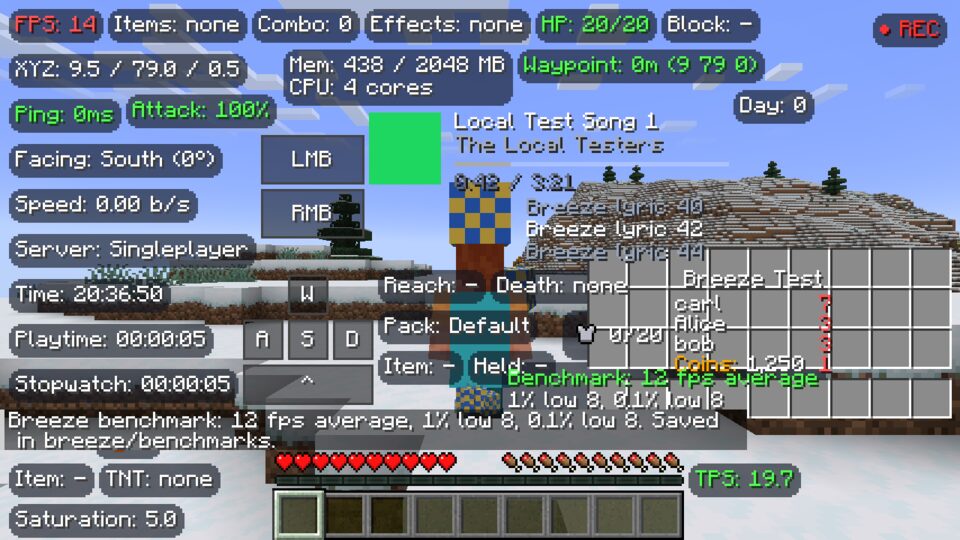 FPS: 14 Items: none Combo: 0 Effects: none HP: 20/20 Block: - REC
XYZ: 9.5 / 79.0 / 0.5
Mem: 438 / 2048 MB
CPU: 4 cores
Waypoint: 0m (9 79 0)
Day: 0
Ping: 0ms Attack: 100%
Local Test Song 1
The Local Testers
0:42 / 3:21
Facing: South (0°)
LMB
RMB
Speed: 0.00 b/s
Breeze lyric 40
Breeze lyric 42
Breeze lyric 44
Server: Singleplayer
Time: 20:36:50
W
A S D
^
Reach: - Death: none
Pack: Default
0/20
Item: - Held: -
Breeze Test
carl 7
Alice 3
bob 3
Coins: 1,250 1
Playtime: 00:00:05
Stopwatch: 00:00:05
Benchmark: 12 fps average
1% low 8, 0.1% low 8
Breeze benchmark: 12 fps average, 1% low 8, 0.1% low 8. Saved
in breeze/benchmarks.
Item: - TNT: none
TPS: 19.7
Saturation: 5.0